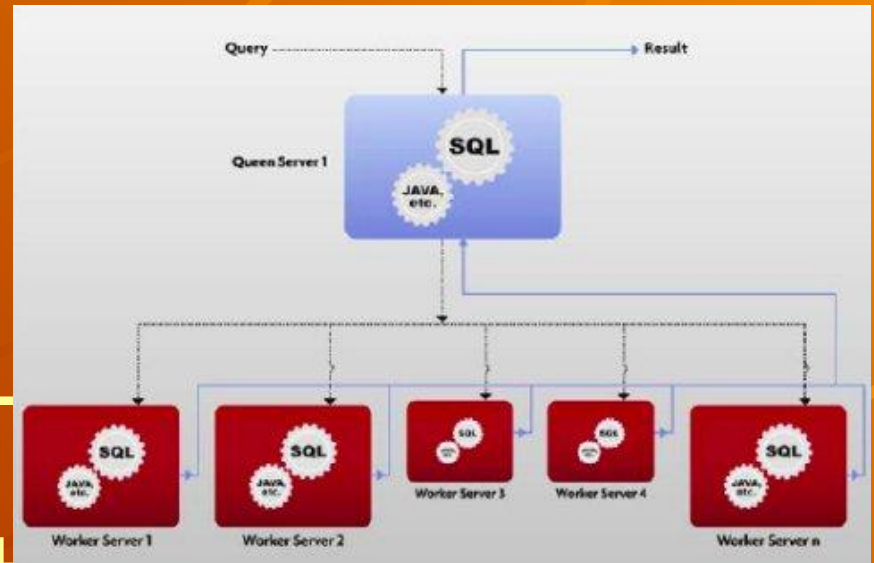 Query
Result
Queen Server 1
SQL
JAVA,
etc.
SQL
JAVA,
etc.
Worker Server 1
SQL
JAVA,
etc.
Worker Server 2
SQL
Worker Server 3
SQL
Worker Server 4
SQL
JAVA,
etc.
Worker Server n